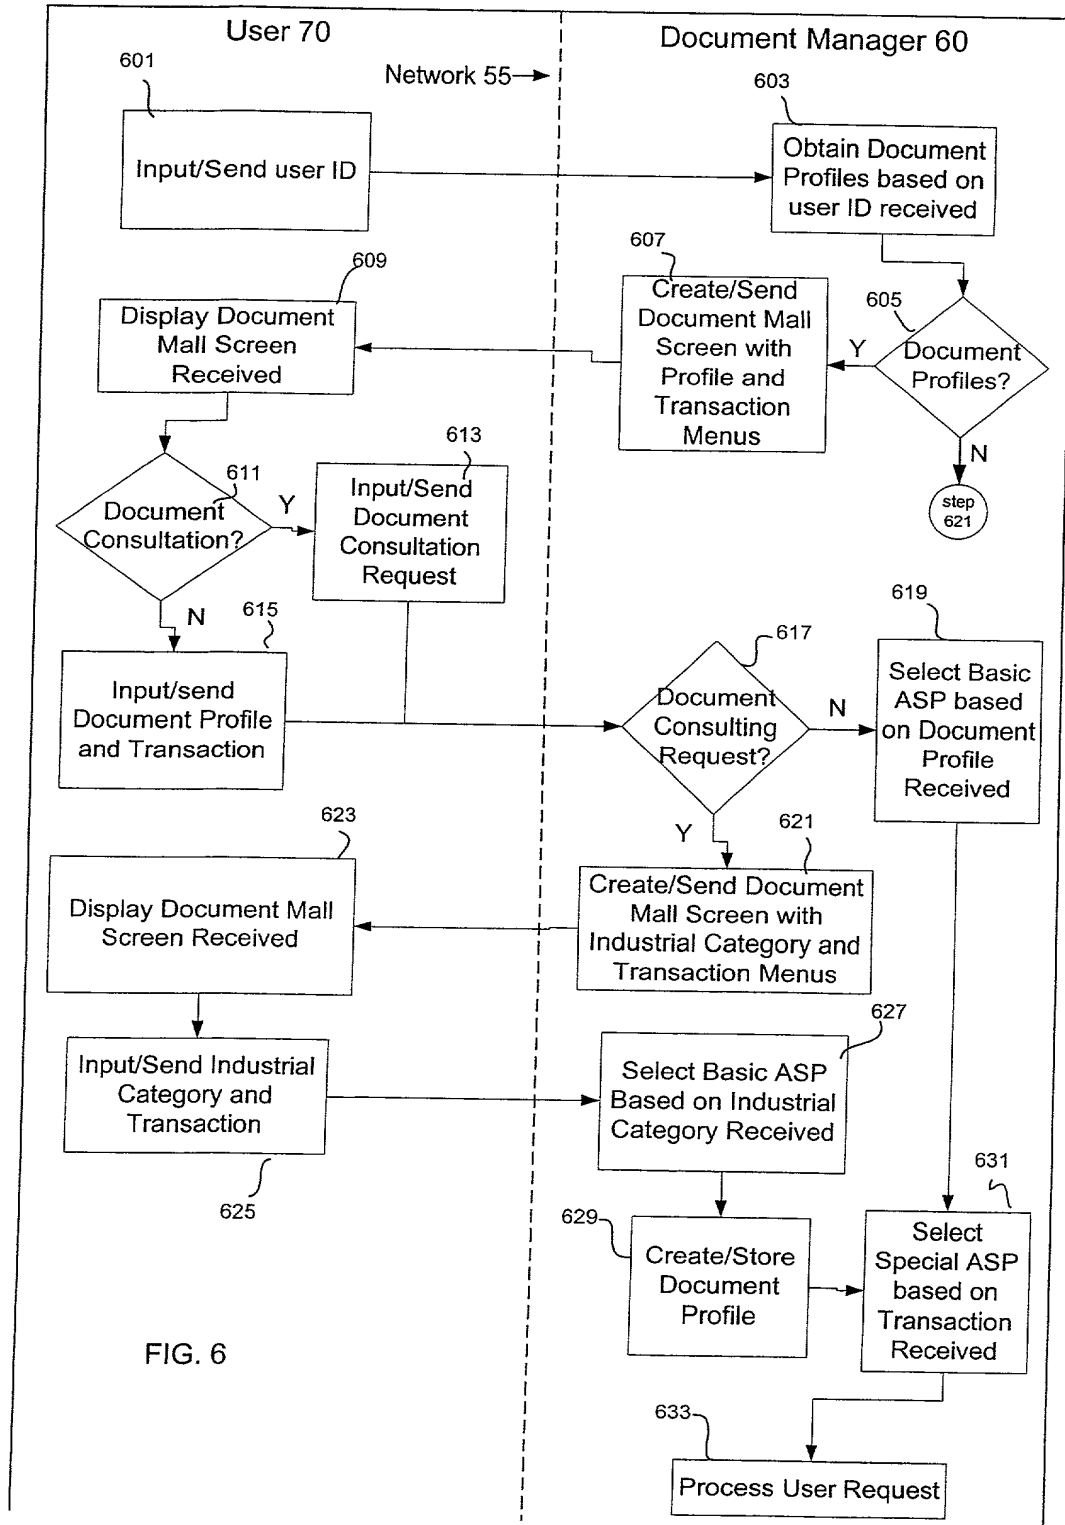 User 70
Document Manager 60
Network 55
601
Input/Send user ID
603
Obtain Document
Profiles based on
user ID received
605
Document
Profiles?
Y
N
step
621
607
Create/Send
Document Mall
Screen with
Profile and
Transaction
Menus
609
Display Document
Mall Screen
Received
611
Document
Consultation?
Y
N
613
Input/Send
Document
Consultation
Request
615
Input/send
Document Profile
and Transaction
617
Document
Consulting
Request?
N
Y
619
Select Basic
ASP based
on Document
Profile
Received
621
Create/Send Document
Mall Screen with
Industrial Category and
Transaction Menus
623
Display Document Mall
Screen Received
Input/Send Industrial
Category and
Transaction
625
627
Select Basic ASP
Based on Industrial
Category Received
629
Create/Store
Document
Profile
631
Select
Special ASP
based on
Transaction
Received
633
Process User Request
FIG. 6